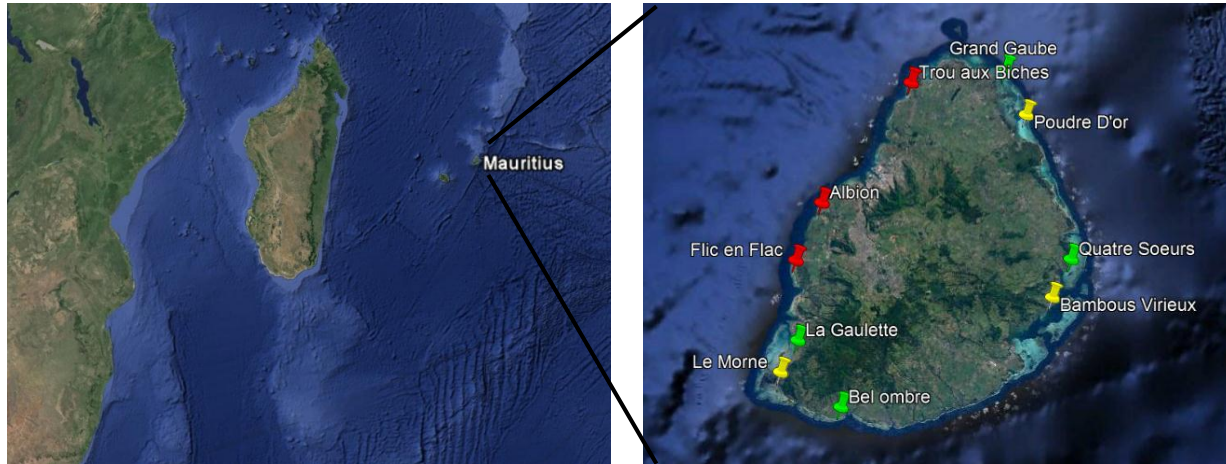 Mauritius
Grand Gaube
Trou aux Biches
Poudre D'or
Albion
Flic en Flac
Quatre Soeurs
Bambous Virieux
La Gaulette
Le Morne
Bel ombre